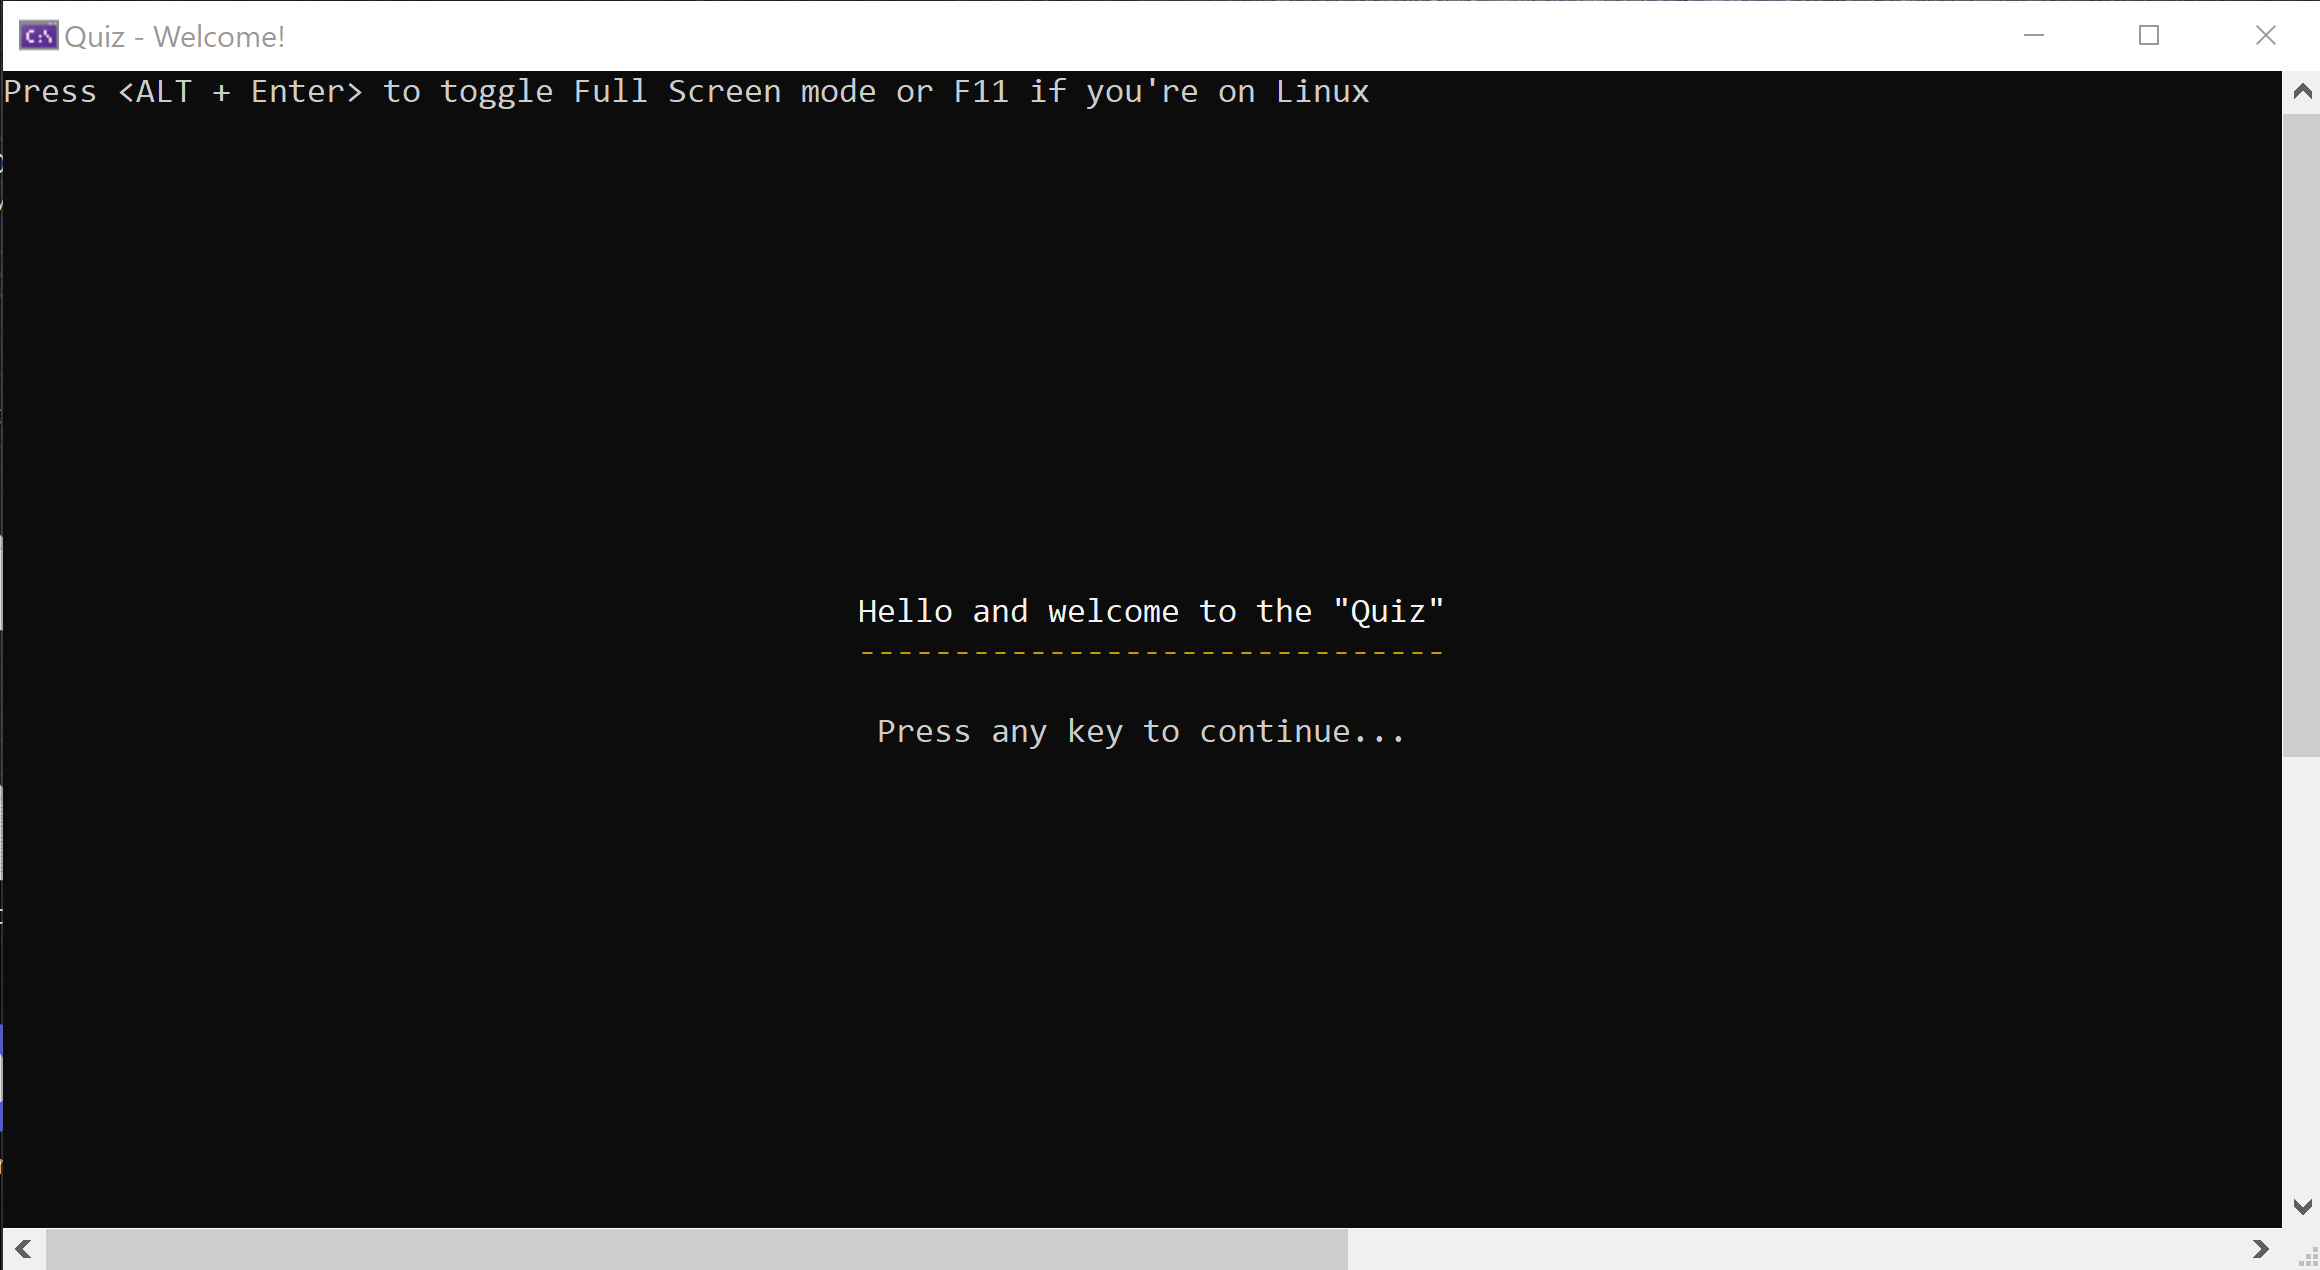 C:\ Quiz - Welcome!
Press <ALT + Enter> to toggle Full Screen mode or F11 if you're on Linux
Hello and welcome to the "Quiz"
-------------------------------
Press any key to continue...